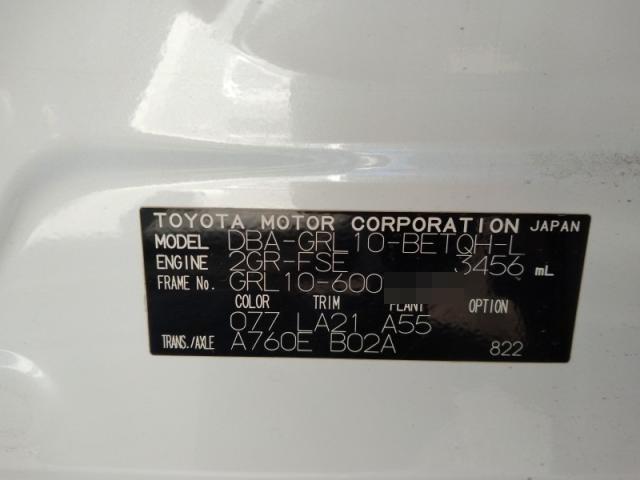 TOYOTA MOTOR CORPORATION JAPAN
MODEL DBA-GRL10-BETQH-L
ENGINE 2GR-FSE 3456 mL
FRAME No. GRL10-600
COLOR TRIM PLANT OPTION
077 LA21 A55
TRANS./AXLE A760E B02A 822